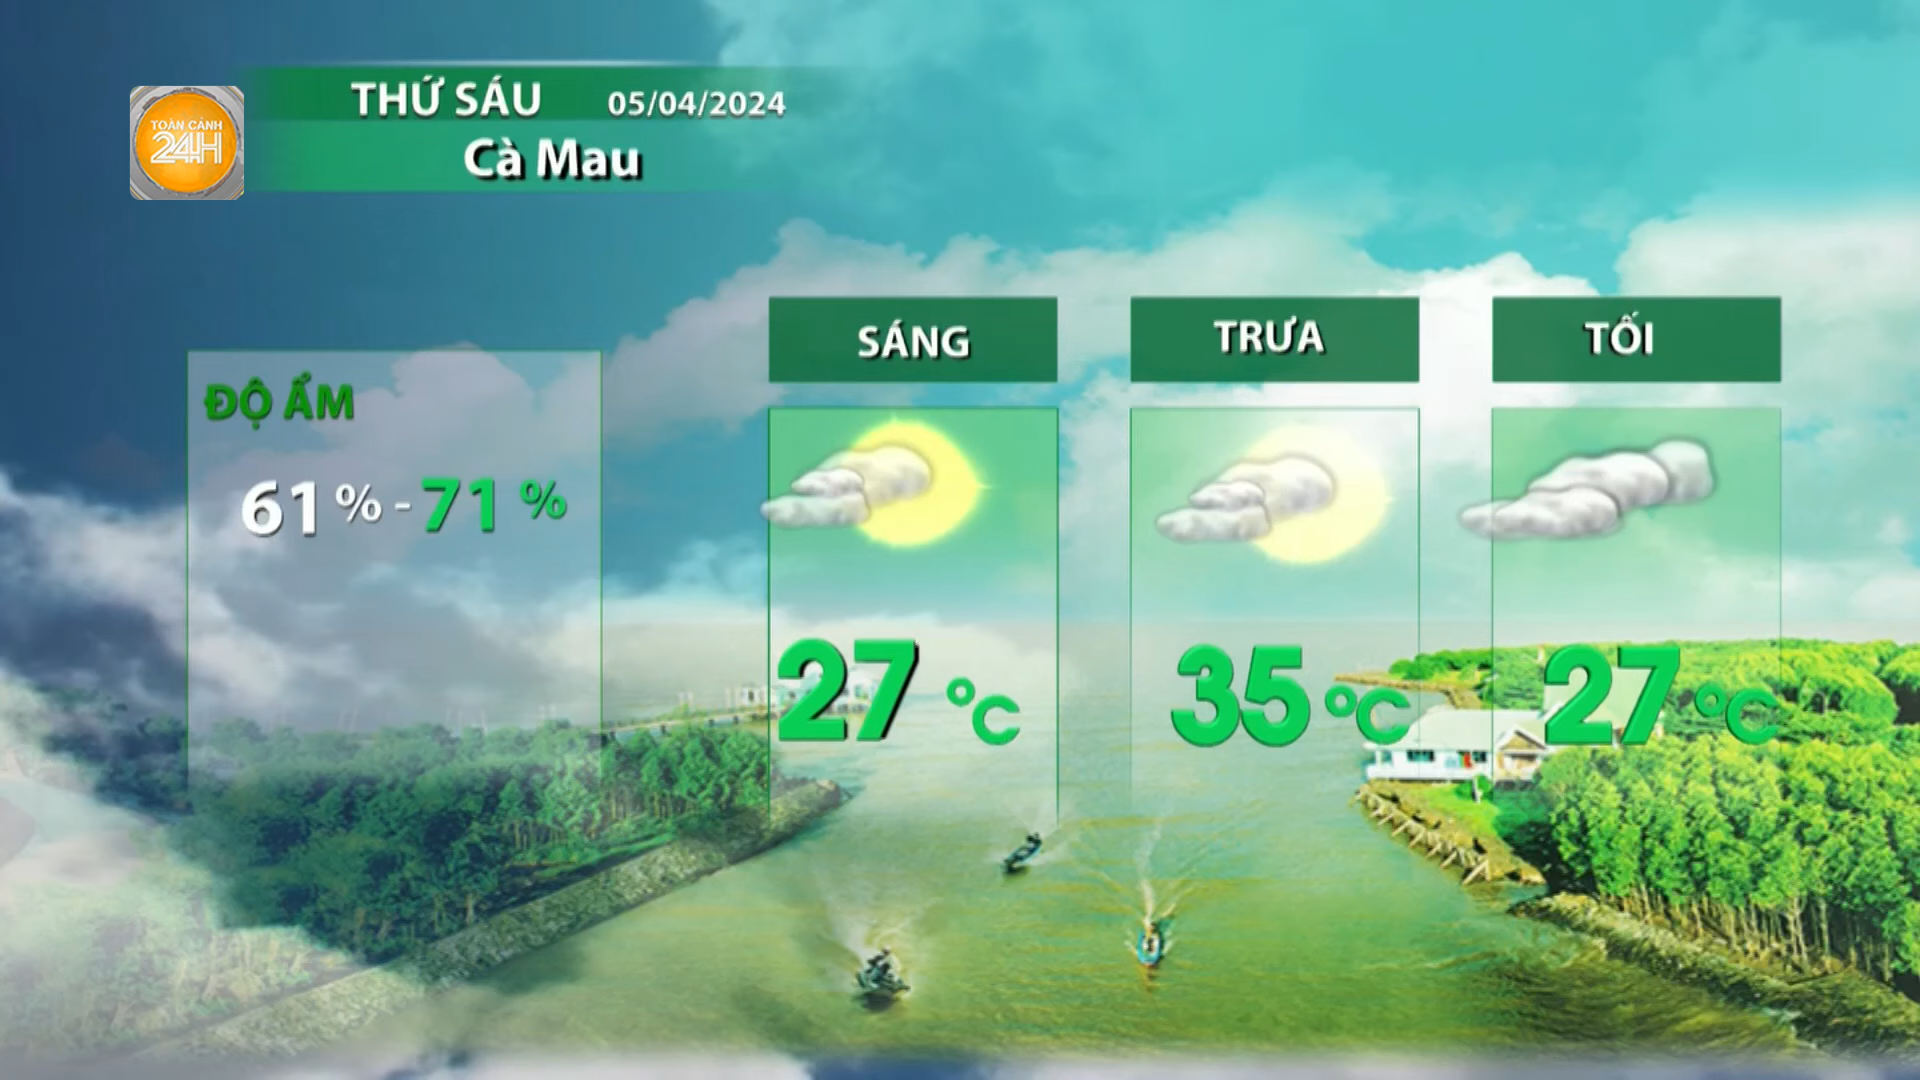 TOÀN CẢNH
24H
THỨ SÁU 05/04/2024
Cà Mau
ĐỘ ẨM
61% - 71%
SÁNG
TRƯA
TỐI
27°C
35°C
27°C